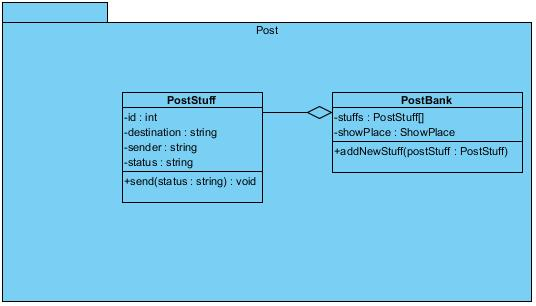 Post
PostStuff
-id : int
-destination : string
-sender : string
-status : string
+send(status : string) : void
PostBank
-stuffs : PostStuff[]
-showPlace : ShowPlace
+addNewStuff(postStuff : PostStuff)